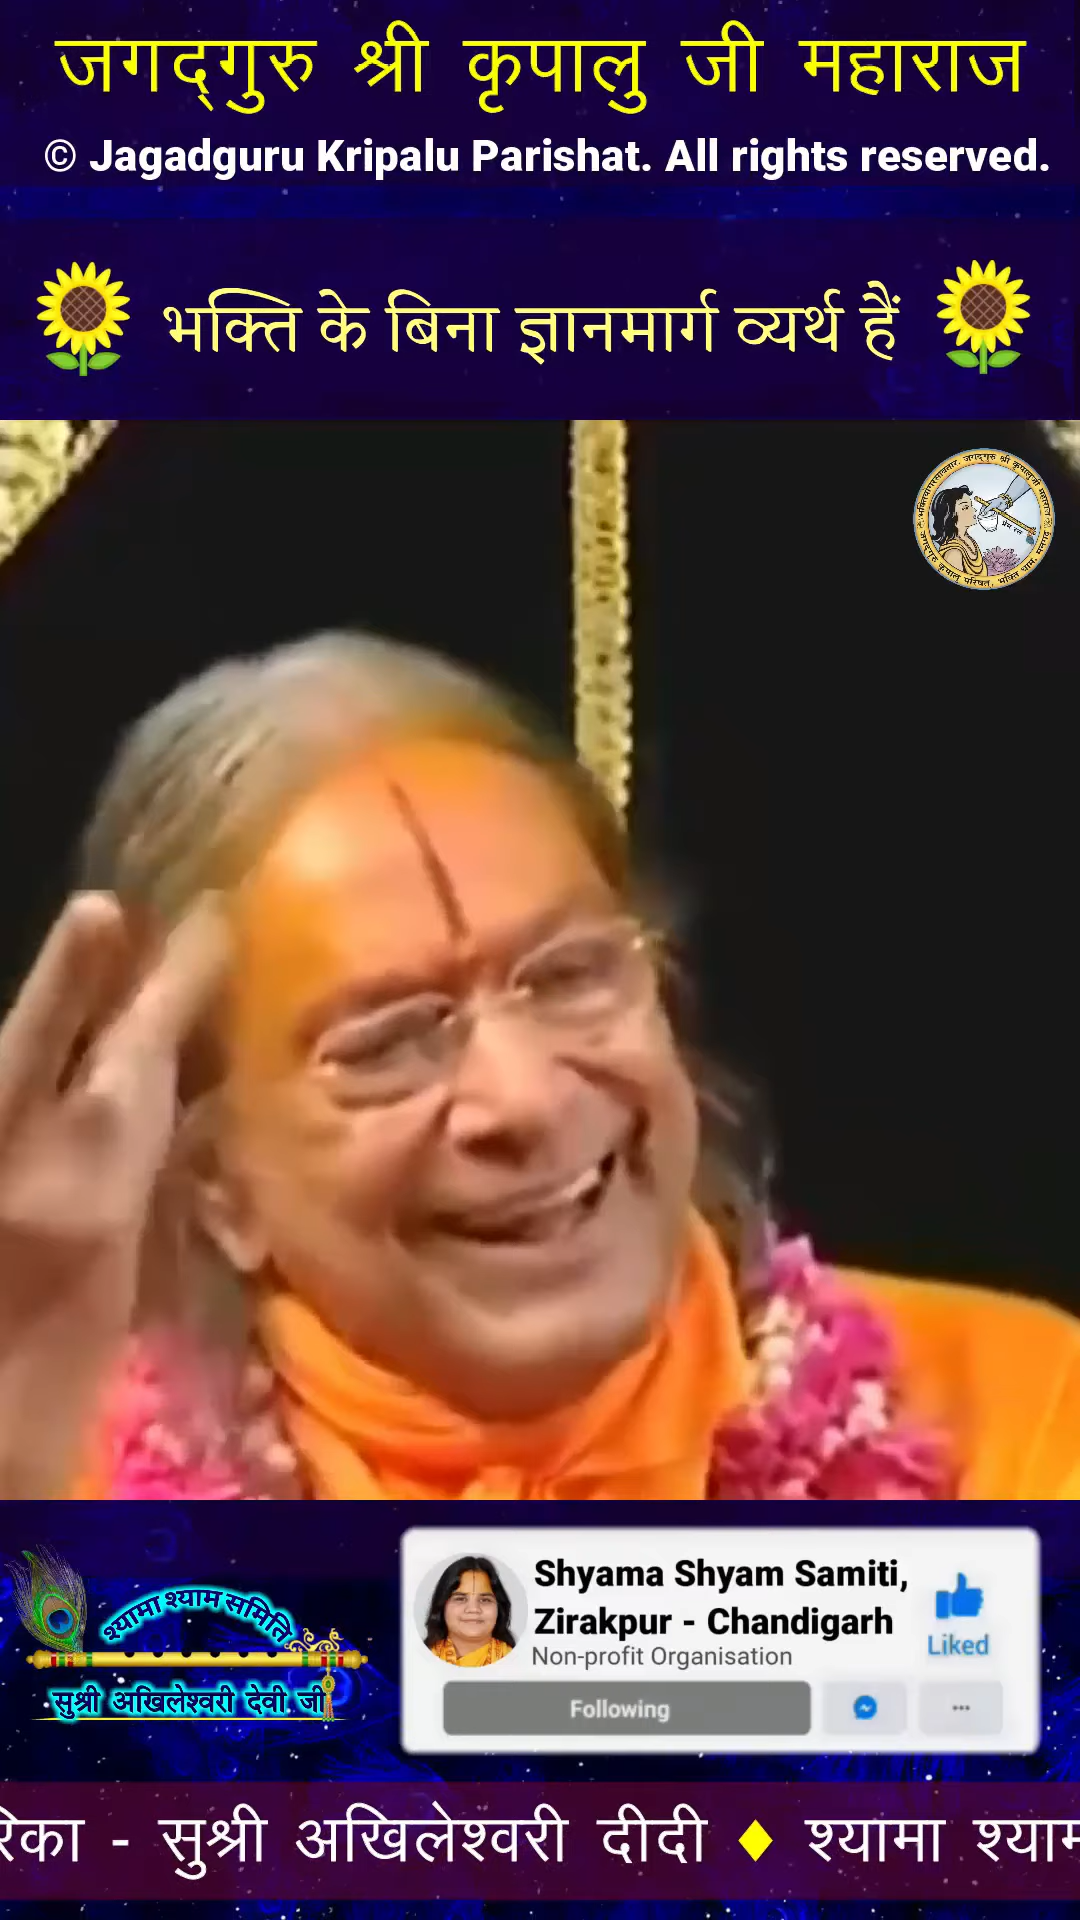 जगद्गुरु श्री कृपालु जी महाराज
© Jagadguru Kripalu Parishat. All rights reserved.
भक्ति के बिना ज्ञानमार्ग व्यर्थ हैं
श्यामा श्याम समिति
सुश्री अखिलेश्वरी देवी जी
Shyama Shyam Samiti,
Zirakpur - Chandigarh
Non-profit Organisation
Liked
Following
रिका - सुश्री अखिलेश्वरी दीदी ♦ श्यामा श्याम